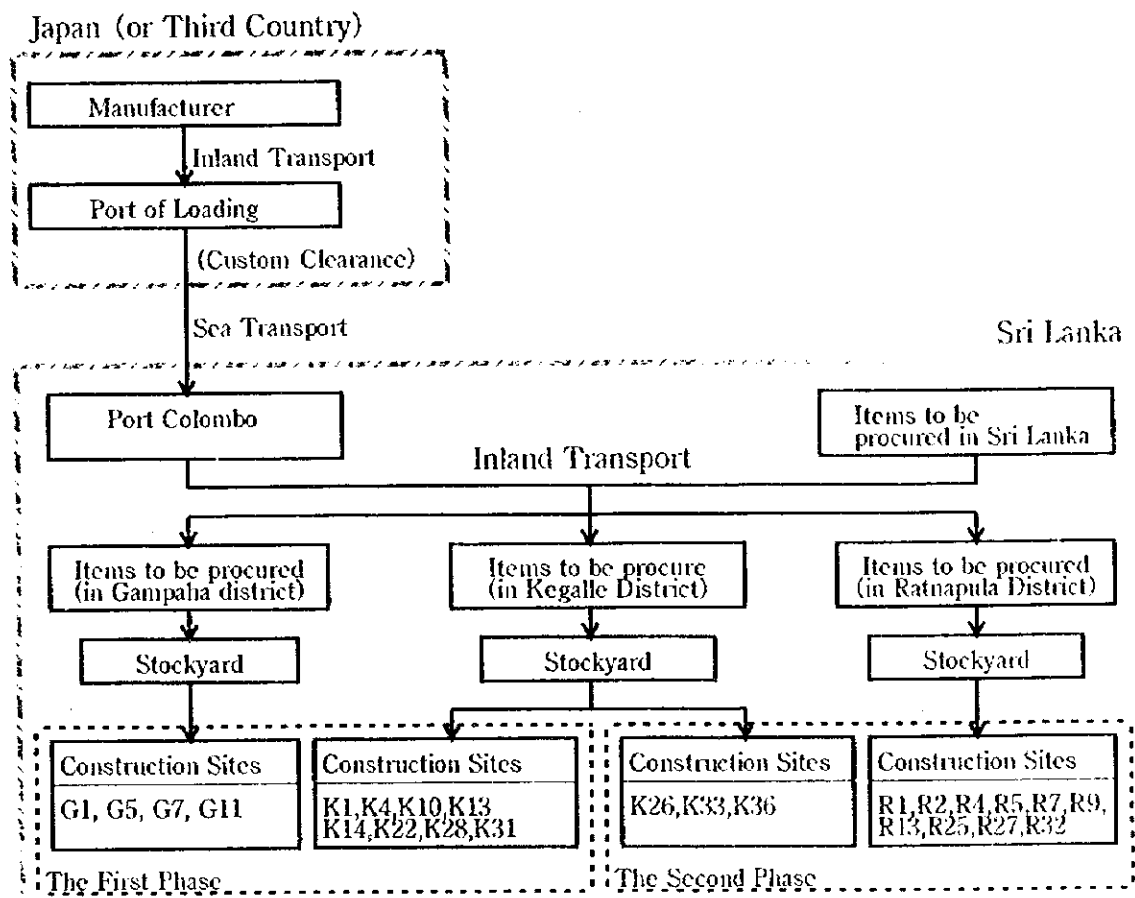 Japan (or Third Country)
Manufacturer
Inland Transport
Port of Loading
(Custom Clearance)
Sea Transport
Sri Lanka
Port Colombo
Items to be
procured in Sri Lanka
Inland Transport
Items to be procured
(in Gampaha district)
Items to be procure
(in Kegalle District)
Items to be procured
(in Ratnapula District)
Stockyard
Stockyard
Stockyard
Construction Sites
G1, G5, G7, G11
Construction Sites
K1,K4,K10,K13
K14,K22,K28,K31
Construction Sites
K26,K33,K36
Construction Sites
R1,R2,R4,R5,R7,R9,
R13,R25,R27,R32
The First Phase
The Second Phase